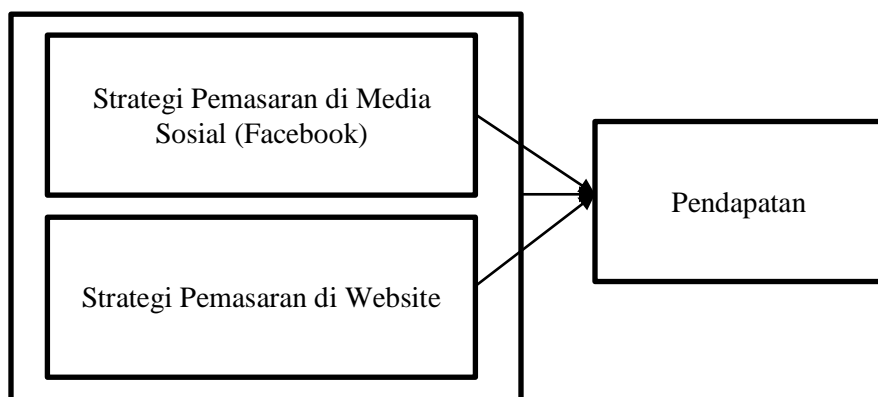 Strategi Pemasaran di Media
Sosial (Facebook)
Pendapatan
Strategi Pemasaran di Website